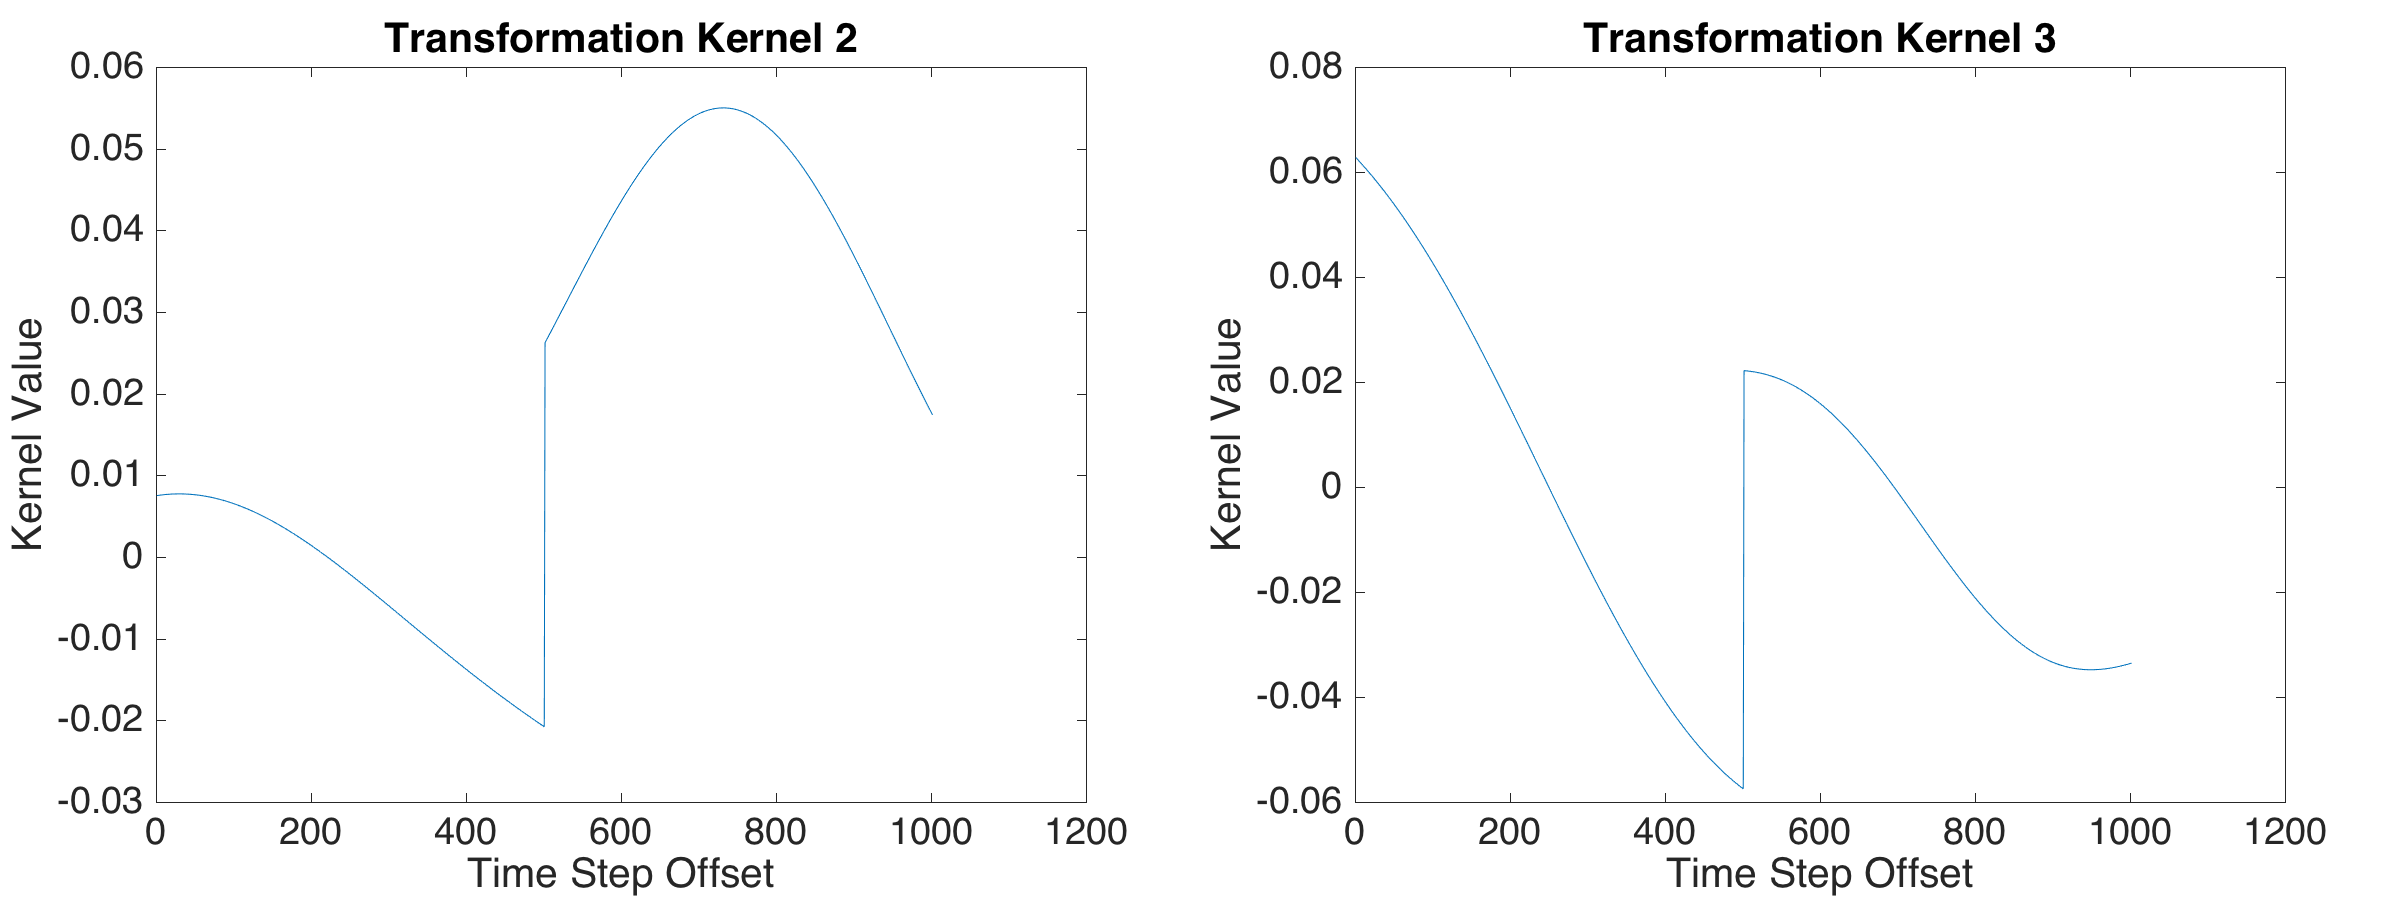 Transformation Kernel 2
0.06
0.05
0.04
0.03
0.02
0.01
0
-0.01
-0.02
-0.03
Kernel Value
0 200 400 600 800 1000 1200
Time Step Offset
Transformation Kernel 3
0.08
0.06
0.04
0.02
0
-0.02
-0.04
-0.06
Kernel Value
0 200 400 600 800 1000 1200
Time Step Offset